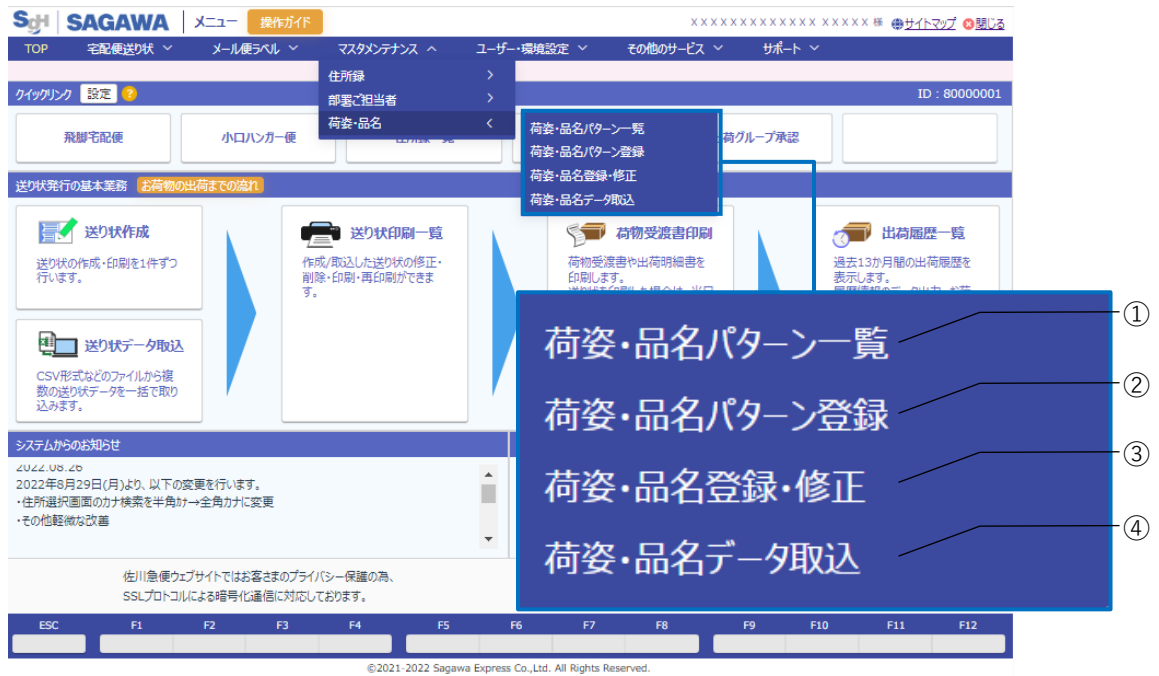 SgH SAGAWA メニュー 操作ガイド XXXXXXXXXXXXX XXXXX 様 サイトマップ 閉じる
TOP 宅配便送り状 メール便ラベル マスタメンテナンス ユーザー・環境設定 その他のサービス サポート
住所録
部署ご担当者
荷姿・品名
クイックリンク 設定 ? ID：80000001
荷姿・品名パターン一覧
荷姿・品名パターン登録
荷姿・品名登録・修正
荷姿・品名データ取込
飛脚宅配便 小口ハンガー便 荷グループ承認
送り状発行の基本業務 お荷物の出荷までの流れ
送り状作成
送り状の作成・印刷を1件ずつ
行います。
送り状印刷一覧
作成/取込した送り状の修正・
削除・印刷・再印刷ができま
す。
荷物受渡書印刷
荷物受渡書や出荷明細書を
印刷します。
出荷履歴一覧
過去13か月間の出荷履歴を
表示します。
送り状データ取込
CSV形式などのファイルから複
数の送り状データを一括で取り
込みます。
荷姿・品名パターン一覧 ①
荷姿・品名パターン登録 ②
荷姿・品名登録・修正 ③
荷姿・品名データ取込 ④
システムからのお知らせ
2022.08.26
2022年8月29日(月)より、以下の変更を行います。
・住所選択画面のカナ検索を半角ｶﾅ→全角カナに変更
・その他軽微な改善
佐川急便ウェブサイトではお客さまのプライバシー保護の為、
SSLプロトコルによる暗号化通信に対応しております。
ESC F1 F2 F3 F4 F5 F6 F7 F8 F9 F10 F11 F12
©2021-2022 Sagawa Express Co.,Ltd. All Rights Reserved.